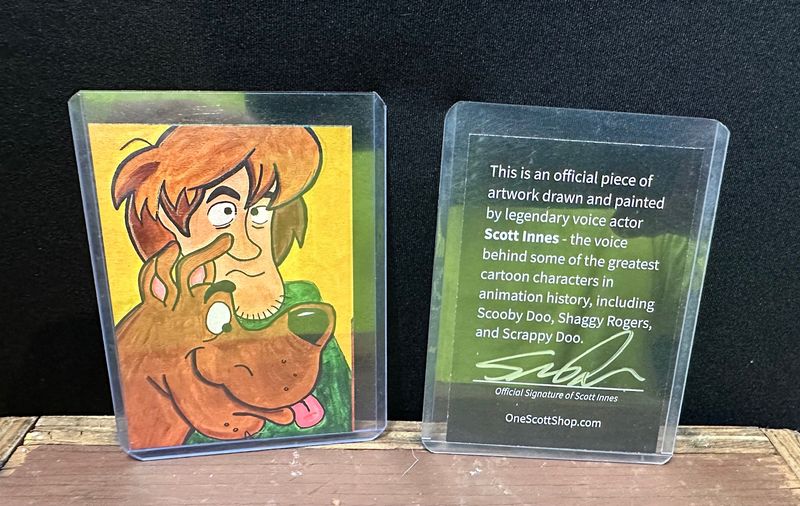 This is an official piece of
artwork drawn and painted
by legendary voice actor
Scott Innes - the voice
behind some of the greatest
cartoon characters in
animation history, including
Scooby Doo, Shaggy Rogers,
and Scrappy Doo.
Official Signature of Scott Innes
OneScottShop.com